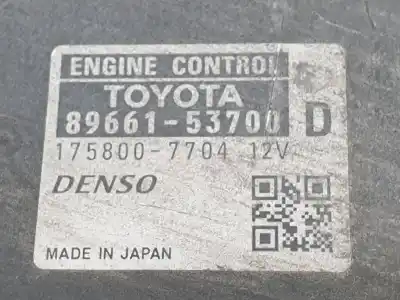 ENGINE CONTROL
TOYOTA
89661-53700 D
175800-7704 12V
DENSO
MADE IN JAPAN